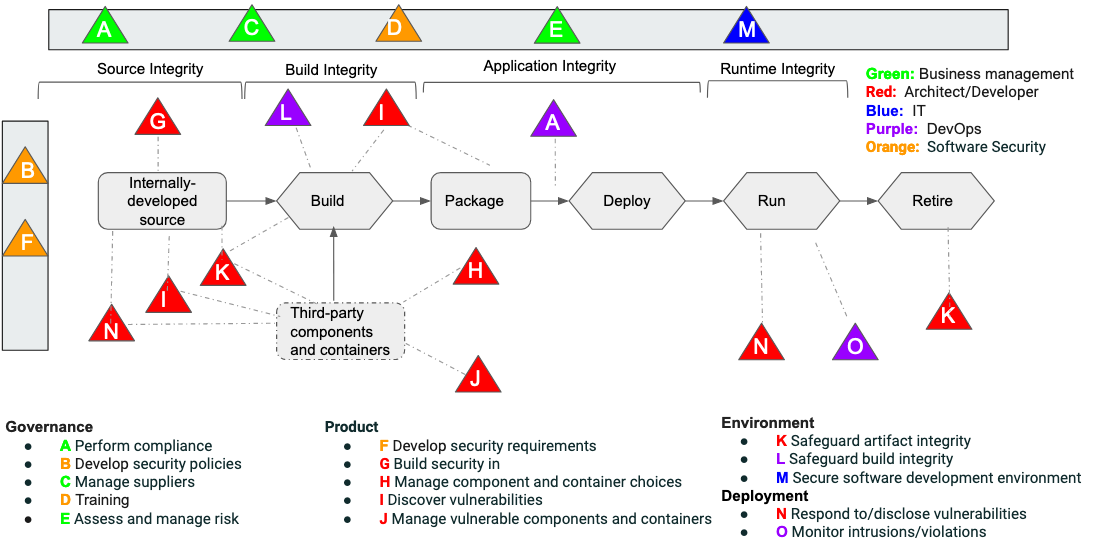 A
C
D
E
M
Source Integrity
Build Integrity
Application Integrity
Runtime Integrity
Green: Business management
Red: Architect/Developer
Blue: IT
Purple: DevOps
Orange: Software Security
G
L
I
A
B
F
Internally-
developed
source
Build
Package
Deploy
Run
Retire
K
H
I
N
Third-party
components
and containers
J
N
O
K
Governance
● A Perform compliance
● B Develop security policies
● C Manage suppliers
● D Training
● E Assess and manage risk
Product
● F Develop security requirements
● G Build security in
● H Manage component and container choices
● I Discover vulnerabilities
● J Manage vulnerable components and containers
Environment
● K Safeguard artifact integrity
● L Safeguard build integrity
● M Secure software development environment
Deployment
● N Respond to/disclose vulnerabilities
● O Monitor intrusions/violations